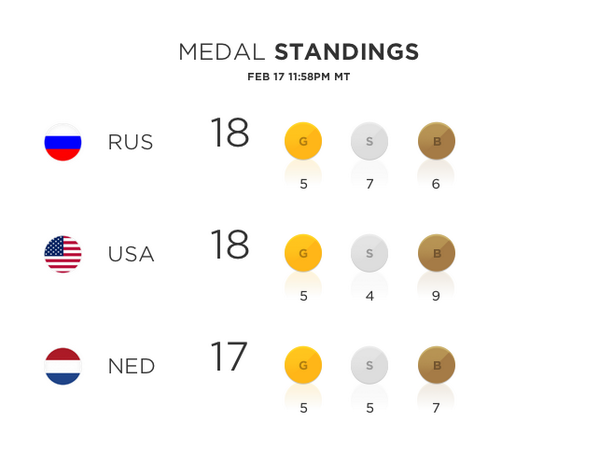 MEDAL STANDINGS
FEB 17 11:58PM MT
RUS 18 G S B
5 7 6
USA 18 G S B
5 4 9
NED 17 G S B
5 5 7